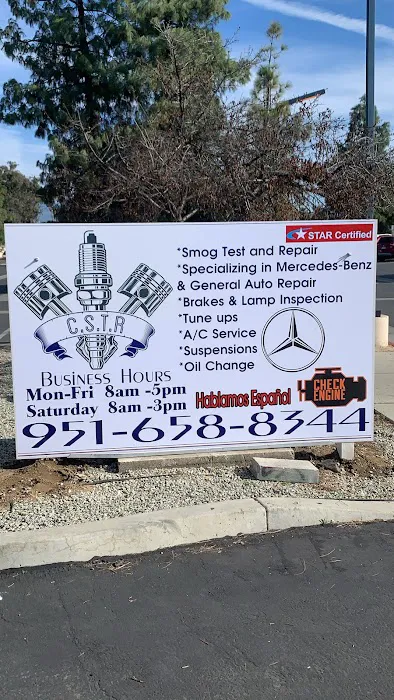 STAR Certified
*Smog Test and Repair
*Specializing in Mercedes-Benz
& General Auto Repair
*Brakes & Lamp Inspection
*Tune ups
*A/C Service
*Suspensions
*Oil Change
C.S.T.R
Business Hours
Mon-Fri 8am -5pm
Saturday 8am -3pm
Hablamos Español
CHECK
ENGINE
951-658-8344